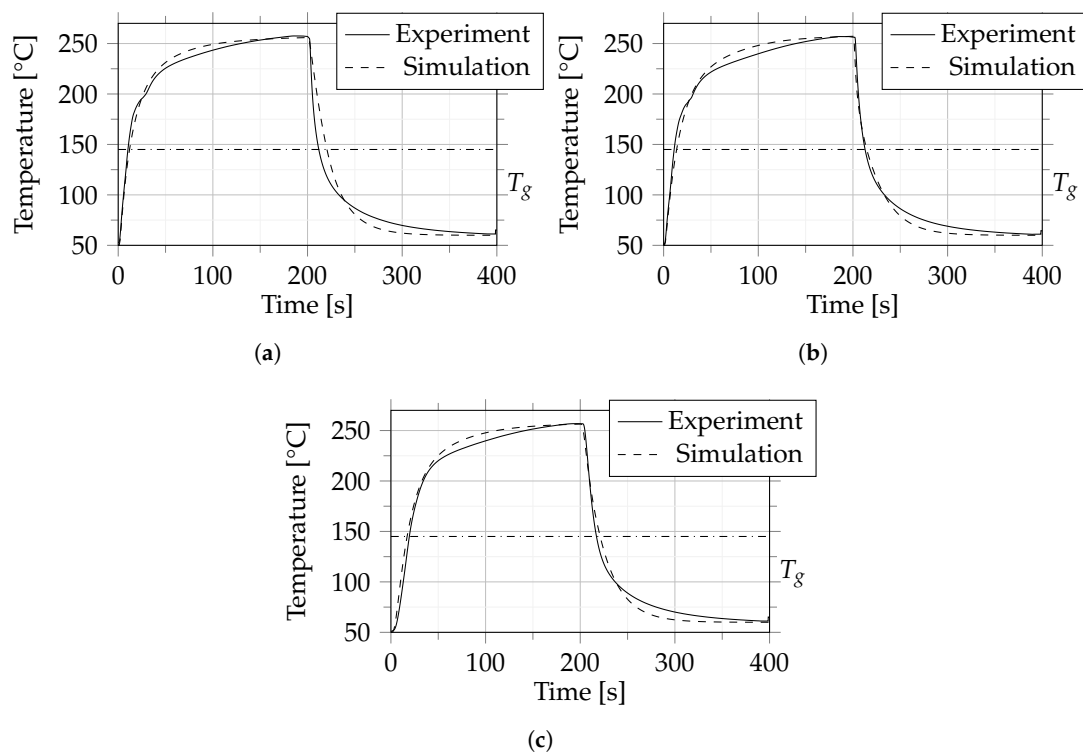 Experiment
Simulation
Temperature [°C]
250
200
150
100
50
T_g
0 100 200 300 400
Time [s]
(a)
Experiment
Simulation
Temperature [°C]
250
200
150
100
50
T_g
0 100 200 300 400
Time [s]
(b)
Experiment
Simulation
Temperature [°C]
250
200
150
100
50
T_g
0 100 200 300 400
Time [s]
(c)